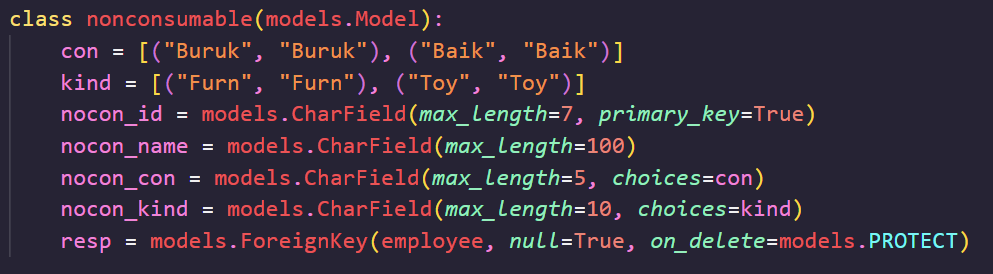 class nonconsumable(models.Model):
    con = [("Buruk", "Buruk"), ("Baik", "Baik")]
    kind = [("Furn", "Furn"), ("Toy", "Toy")]
    nocon_id = models.CharField(max_length=7, primary_key=True)
    nocon_name = models.CharField(max_length=100)
    nocon_con = models.CharField(max_length=5, choices=con)
    nocon_kind = models.CharField(max_length=10, choices=kind)
    resp = models.ForeignKey(employee, null=True, on_delete=models.PROTECT)